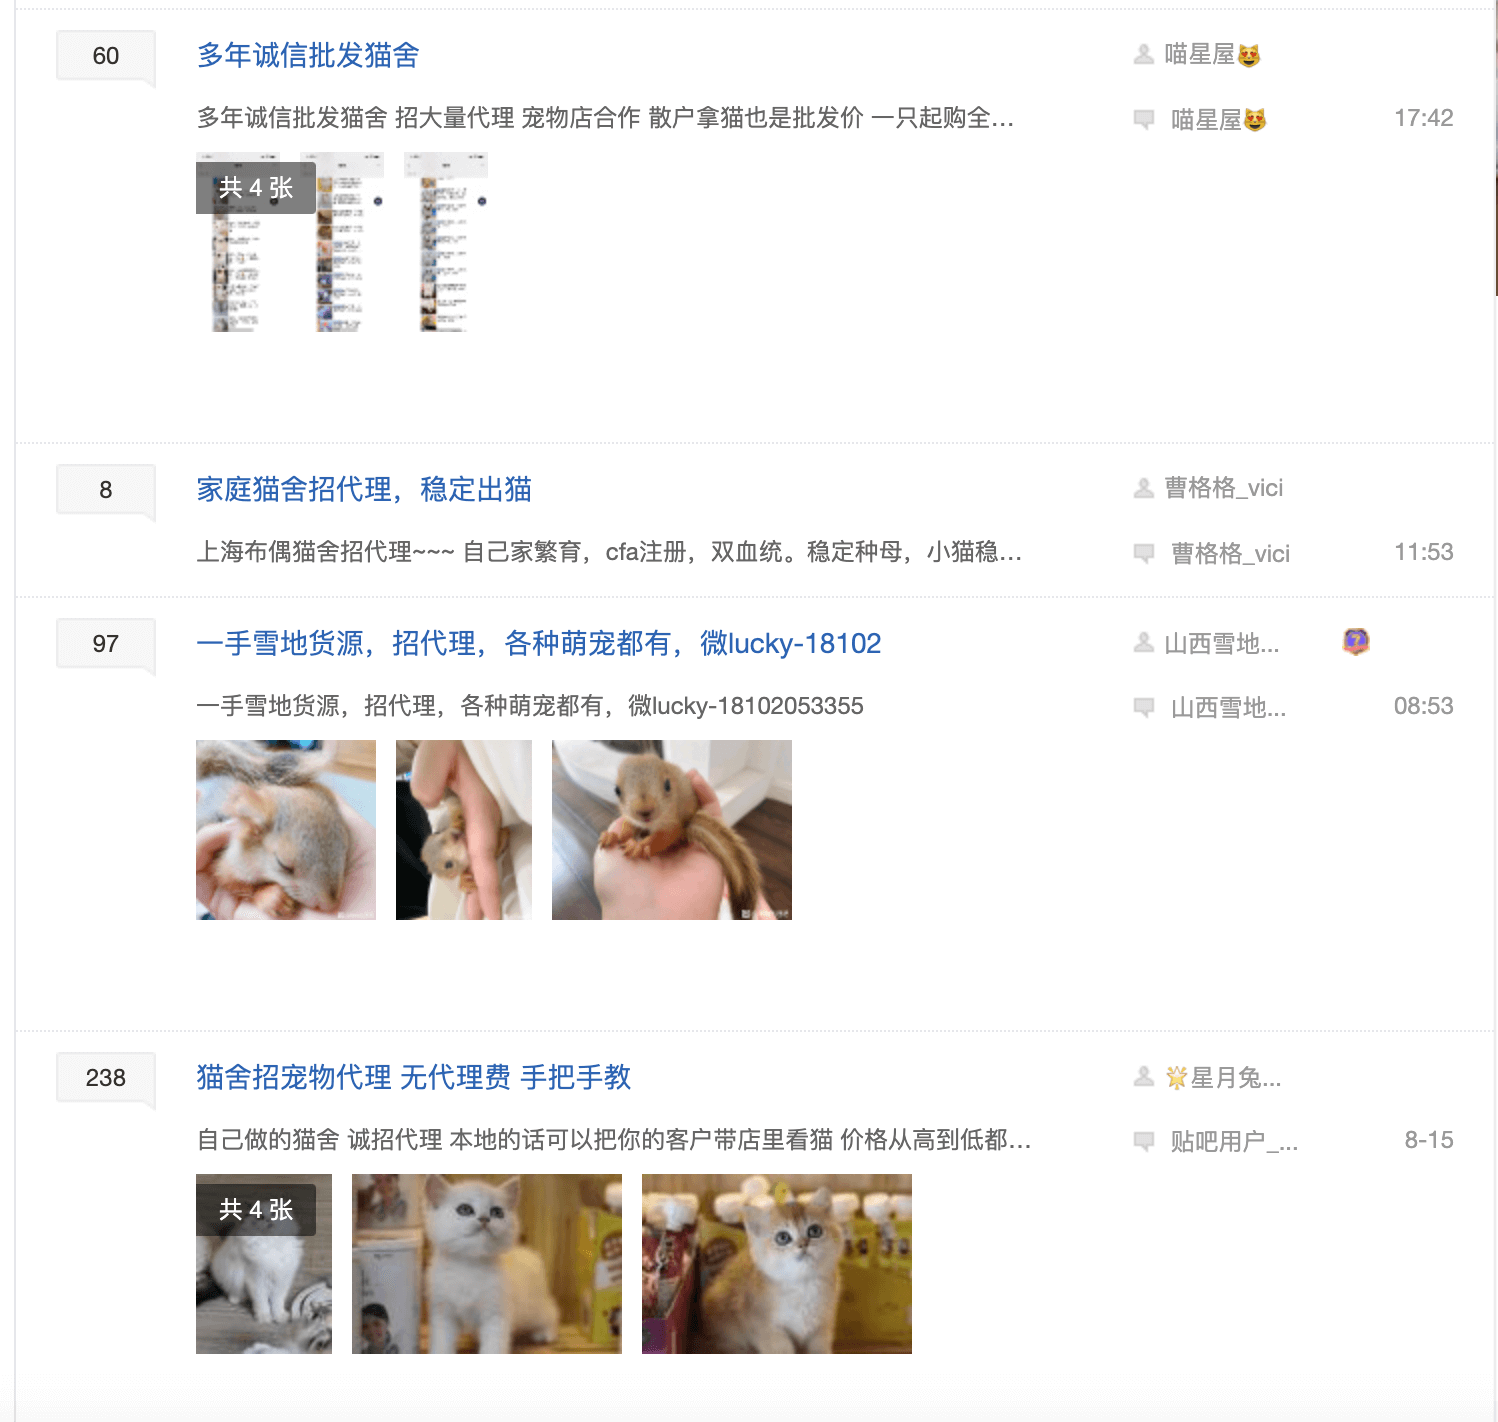 60
多年诚信批发猫舍
喵星屋😻
多年诚信批发猫舍 招大量代理 宠物店合作 散户拿猫也是批发价 一只起购全...
喵星屋😻
17:42
共 4 张
8
家庭猫舍招代理，稳定出猫
曹格格_vici
上海布偶猫舍招代理~~~ 自己家繁育，cfa注册，双血统。稳定种母，小猫稳...
曹格格_vici
11:53
97
一手雪地货源，招代理，各种萌宠都有，微lucky-18102
山西雪地...
一手雪地货源，招代理，各种萌宠都有，微lucky-18102053355
山西雪地...
08:53
238
猫舍招宠物代理 无代理费 手把手教
🌟星月兔...
自己做的猫舍 诚招代理 本地的话可以把你的客户带店里看猫 价格从高到低都...
贴吧用户_...
8-15
共 4 张